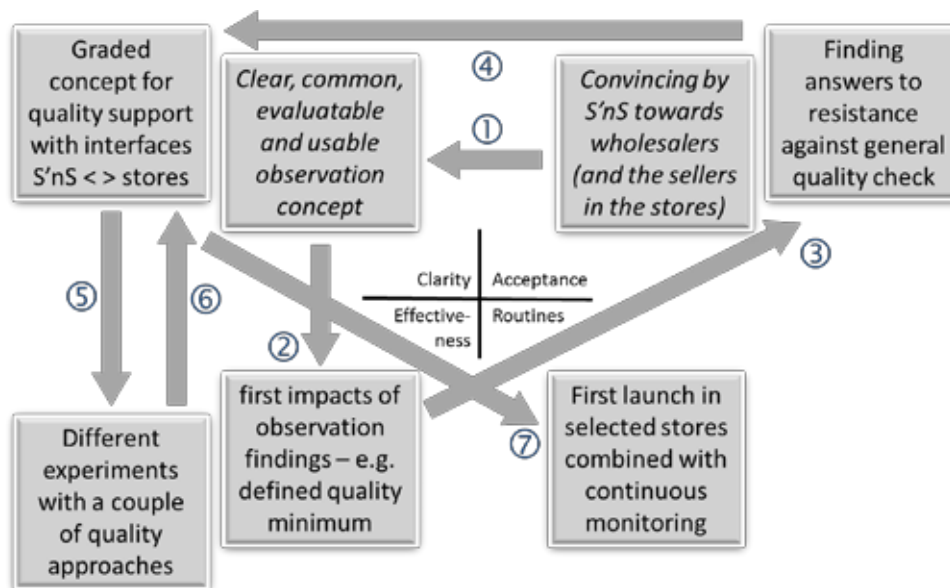 Graded
concept for
quality support
with interfaces
S'nS < > stores
Clear, common,
evaluatable
and usable
observation
concept
④
①
Convincing by
S'nS towards
wholesalers
(and the sellers
in the stores)
Finding
answers to
resistance
against general
quality check
③
Clarity
Acceptance
Effective-
ness
Routines
⑤
⑥
②
⑦
Different
experiments
with a couple
of quality
approaches
first impacts of
observation
findings – e.g.
defined quality
minimum
First launch in
selected stores
combined with
continuous
monitoring